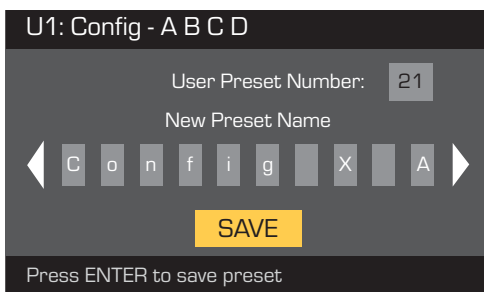 U1: Config - A B C D
User Preset Number: 21
New Preset Name
C o n f i g X A
SAVE
Press ENTER to save preset